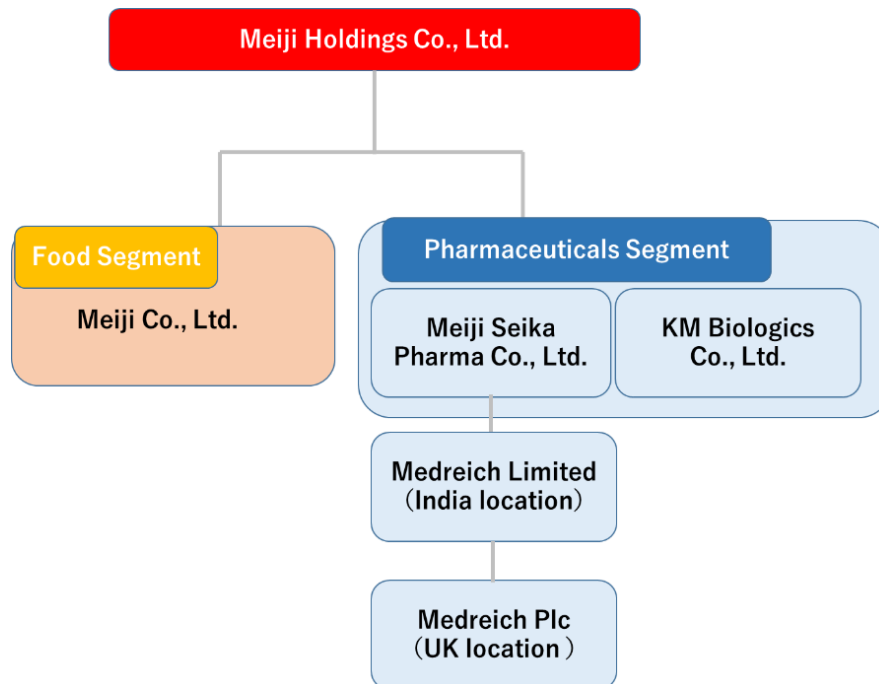 Meiji Holdings Co., Ltd.
Food Segment
Meiji Co., Ltd.
Pharmaceuticals Segment
Meiji Seika
Pharma Co., Ltd.
KM Biologics
Co., Ltd.
Medreich Limited
（India location）
Medreich Plc
(UK location ）